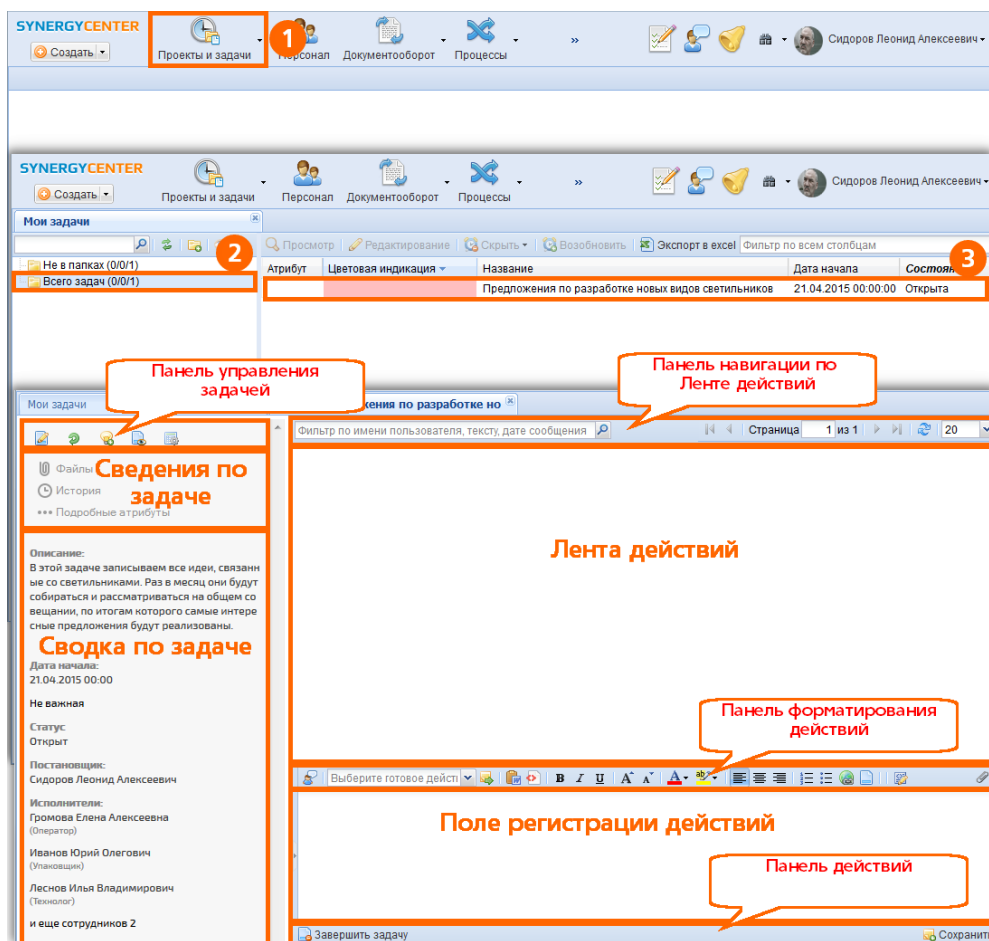 SYNERGYCENTER
Создать
Проекты и задачи
1
Персонал
Документооборот
Процессы
»
Сидоров Леонид Алексеевич
SYNERGYCENTER
Создать
Проекты и задачи
Персонал
Документооборот
Процессы
»
Сидоров Леонид Алексеевич
Мои задачи
2
Просмотр
Редактирование
Скрыть
Возобновить
Экспорт в excel
Фильтр по всем столбцам
3
Не в папках (0/0/1)
Всего задач (0/0/1)
Атрибут
Цветовая индикация
Название
Дата начала
Предложения по разработке новых видов светильников
21.04.2015 00:00:00
Открыта
Панель управления
задачей
Панель навигации по
Ленте действий
Мои задачи
жения по разработке но
Фильтр по имени пользователя, тексту, дате сообщения
Страница
1 из 1
20
Файлы
История
Подробные атрибуты
Сведения по
задаче
Лента действий
Описание:
В этой задаче записываем все идеи, связанн
ые со светильниками. Раз в месяц они будут
собираться и рассматриваться на общем со
вещании, по итогам которого самые интере
сные предложения будут реализованы.
Сводка по задаче
Дата начала:
21.04.2015 00:00
Не важная
Статус
Открыт
Постановщик:
Сидоров Леонид Алексеевич
Исполнители:
Громова Елена Алексеевна
(Оператор)
Иванов Юрий Олегович
(Упаковщик)
Леснов Илья Владимирович
(Технолог)
и еще сотрудников 2
Панель форматирования
действий
Выберите готовое дейст
B I U A A A ab
Поле регистрации действий
Панель действий
Завершить задачу
Сохранить